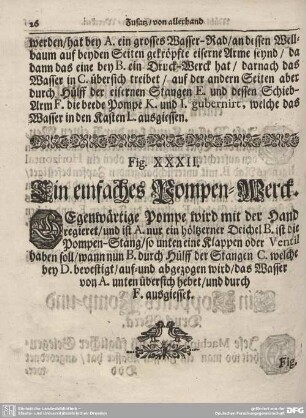 26 Zusatz/von allerhand
werden/hat bey A. ein grosses Wasser-Rad/an dessen Well-
baum auf beyden Seiten gekröpfte eiserne Arme seynd/ da
dann das eine bey B. ein Druck-Werck hat/ darnach das
Wasser in C. übersich treibet/ auf der andern Seiten aber
durch Hülff der eisernen Stangen E. und dessen Schieb-
Arm F. die beede Pompe K. und I. gubernirt, welche das
Wasser in den Kasten L. ausgiessen.
Fig. XXXII.
Ein einfaches Pompen-Werck.
GEgenwärtige Pompe wird mit der Hand
regieret/ und ist A. nur ein höltzerner Deichel B. ist die
Pompen-Stang/so unten eine Klappen oder Ventil
haben soll/wann nun B. durch Hülff der Stangen C. welche
bey D. bevestigt/auf-und abgezogen wird/das Wasser
von A. unten übersich hebet/und durch
F. ausgiesset.
Fig.